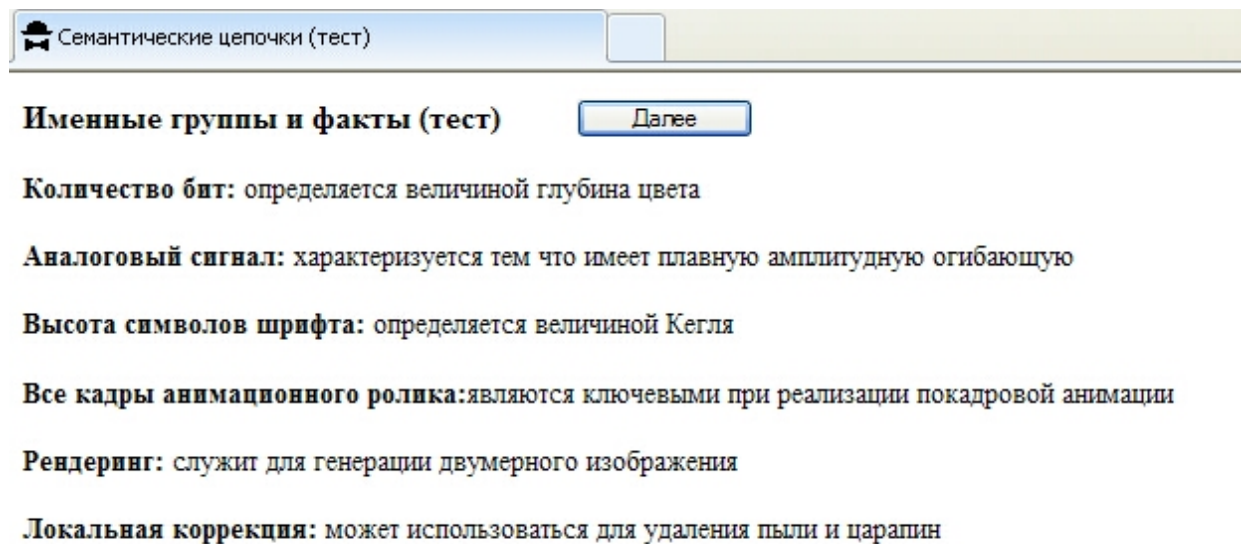 Семантические цепочки (тест)
Именные группы и факты (тест) Далее
Количество бит: определяется величиной глубина цвета
Аналоговый сигнал: характеризуется тем что имеет плавную амплитудную огибающую
Высота символов шрифта: определяется величиной Кегля
Все кадры анимационного ролика:являются ключевыми при реализации покадровой анимации
Рендеринг: служит для генерации двумерного изображения
Локальная коррекция: может использоваться для удаления пыли и царапин